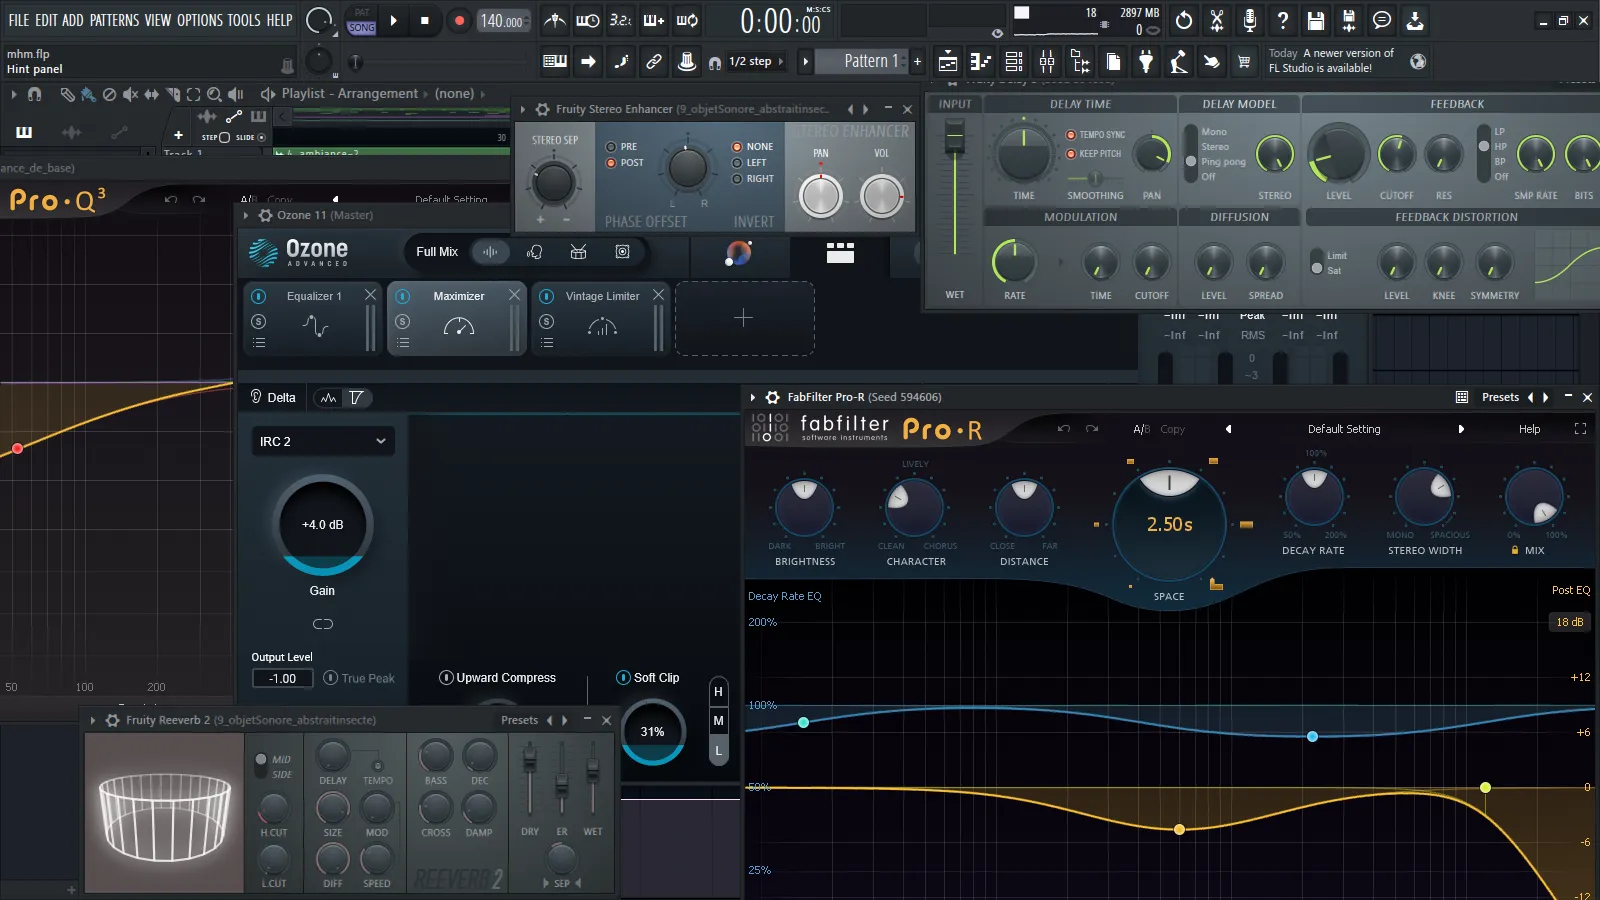 FILE EDIT ADD PATTERNS VIEW OPTIONS TOOLS HELP
PAT
SONG
140.000
3.2.
0:00:00
M:S:CS
18
2897 MB
0
mhm.flp
Hint panel
1/2 step
Pattern 1
+
Today A newer version of
FL Studio is available!
Playlist - Arrangement
(none)
STEP
SLIDE
30
Track 1
4_ambiance-2
ance_de_base)
Pro·Q3
A/B Copy
Default Setting
50
100
200
Fruity Stereo Enhancer (9_objetSonore_abstraitinsec..
STEREO SEP
PRE
POST
PHASE OFFSET
L
R
NONE
LEFT
RIGHT
INVERT
STEREO ENHANCER
PAN
VOL
INPUT
WET
DELAY TIME
TIME
TEMPO SYNC
KEEP PITCH
SMOOTHING
PAN
DELAY MODEL
Mono
Stereo
Ping pong
Off
STEREO
FEEDBACK
LEVEL
CUTOFF
RES
LP
HP
BP
Off
SMP RATE
BITS
MODULATION
RATE
TIME
CUTOFF
DIFFUSION
LEVEL
SPREAD
FEEDBACK DISTORTION
Limit
Sat
LEVEL
KNEE
SYMMETRY
-Inf -Inf Peak -Inf -Inf
-Inf -Inf RMS -Inf -Inf
0
-3
Ozone 11 (Master)
Ozone
ADVANCED
Full Mix
Equalizer 1
S
Maximizer
S
Vintage Limiter
S
Delta
IRC 2
+4.0 dB
Gain
Output Level
-1.00
True Peak
Upward Compress
Soft Clip
31%
H
M
L
FabFilter Pro-R (Seed 594606)
Presets
fabfilter
software instruments
Pro·R
A/B Copy
Default Setting
Help
DARK
BRIGHT
BRIGHTNESS
LIVELY
CLEAN
CHORUS
CHARACTER
CLOSE
FAR
DISTANCE
2.50s
SPACE
100%
50%
200%
DECAY RATE
MONO
SPACIOUS
STEREO WIDTH
0%
100%
MIX
Decay Rate EQ
200%
100%
50%
25%
Post EQ
18 dB
+12
+6
0
-6
-12
Fruity Reeverb 2 (9_objetSonore_abstraitinsecte)
Presets
MID
SIDE
H.CUT
L.CUT
DELAY
TEMPO
SIZE
MOD
DIFF
SPEED
BASS
DEC
CROSS
DAMP
REEVERB 2
DRY
ER
WET
SEP